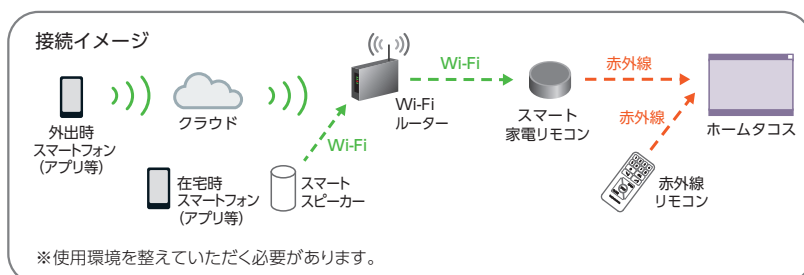 接続イメージ
外出時
スマートフォン
(アプリ等)
クラウド
Wi-Fi
ルーター
Wi-Fi
スマート
家電リモコン
赤外線
ホームタコス
在宅時
スマートフォン
(アプリ等)
スマート
スピーカー
Wi-Fi
赤外線
赤外線
リモコン
※使用環境を整えていただく必要があります。